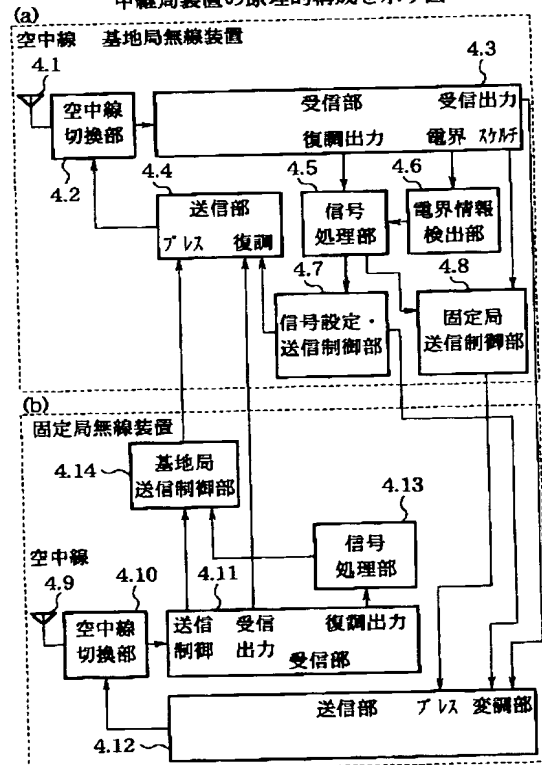 中継局装置の原理的構成を示す図
(a)
空中線 基地局無線装置
4.1
4.3
空中線
切換部
受信部 受信出力
復調出力 電界 スケルチ
4.2
4.4
4.5
4.6
送信部
プレス 復調
信号
処理部
電界情報
検出部
4.7
4.8
信号設定・
送信制御部
固定局
送信制御部
(b)
固定局無線装置
4.14
基地局
送信制御部
4.13
信号
処理部
空中線
4.9
4.10
4.11
空中線
切換部
送信 受信 復調出力
制御 出力
受信部
送信部 プレス 変調部
4.12